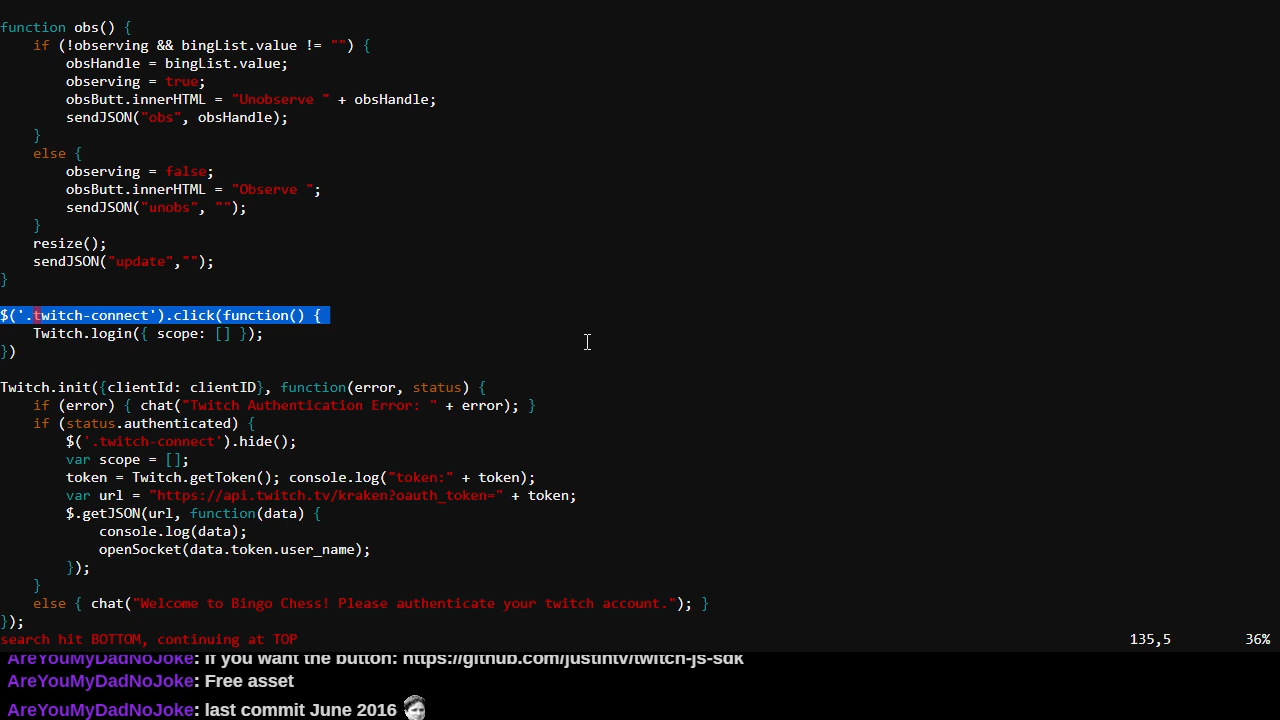 function obs() {
    if (!observing && bingList.value != "") {
        obsHandle = bingList.value;
        observing = true;
        obsButt.innerHTML = "Unobserve " + obsHandle;
        sendJSON("obs", obsHandle);
    }
    else {
        observing = false;
        obsButt.innerHTML = "Observe ";
        sendJSON("unobs", "");
    }
    resize();
    sendJSON("update","");
}
$('.twitch-connect').click(function() {
    Twitch.login({ scope: [] });
})
Twitch.init({clientId: clientID}, function(error, status) {
    if (error) { chat("Twitch Authentication Error: " + error); }
    if (status.authenticated) {
        $('.twitch-connect').hide();
        var scope = [];
        token = Twitch.getToken(); console.log("token:" + token);
        var url = "https://api.twitch.tv/kraken?oauth_token=" + token;
        $.getJSON(url, function(data) {
            console.log(data);
            openSocket(data.token.user_name);
        });
    }
    else { chat("Welcome to Bingo Chess! Please authenticate your twitch account."); }
});
search hit BOTTOM, continuing at TOP 135,5 36%
AreYouMyDadNoJoke: If you want the button: https://github.com/justintv/twitch-js-sdk
AreYouMyDadNoJoke: Free asset
AreYouMyDadNoJoke: last commit June 2016